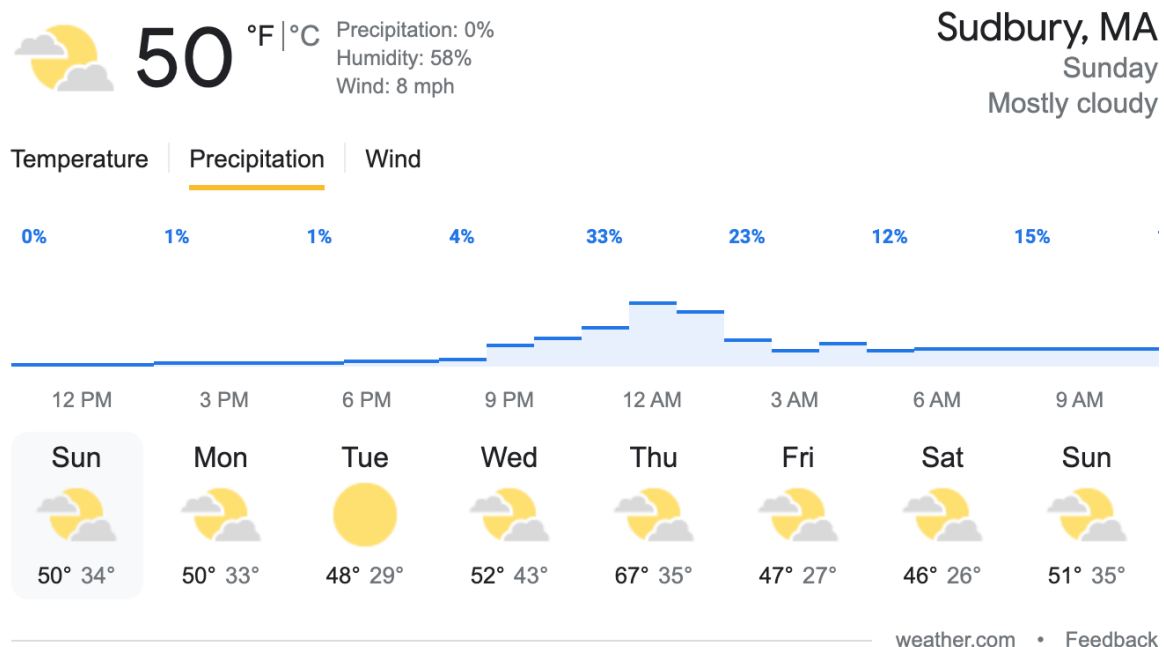 50 °F | °C
Precipitation: 0%
Humidity: 58%
Wind: 8 mph
Sudbury, MA
Sunday
Mostly cloudy
Temperature Precipitation Wind
0% 1% 1% 4% 33% 23% 12% 15%
12 PM 3 PM 6 PM 9 PM 12 AM 3 AM 6 AM 9 AM
Sun Mon Tue Wed Thu Fri Sat Sun
50° 34° 50° 33° 48° 29° 52° 43° 67° 35° 47° 27° 46° 26° 51° 35°
weather.com • Feedback